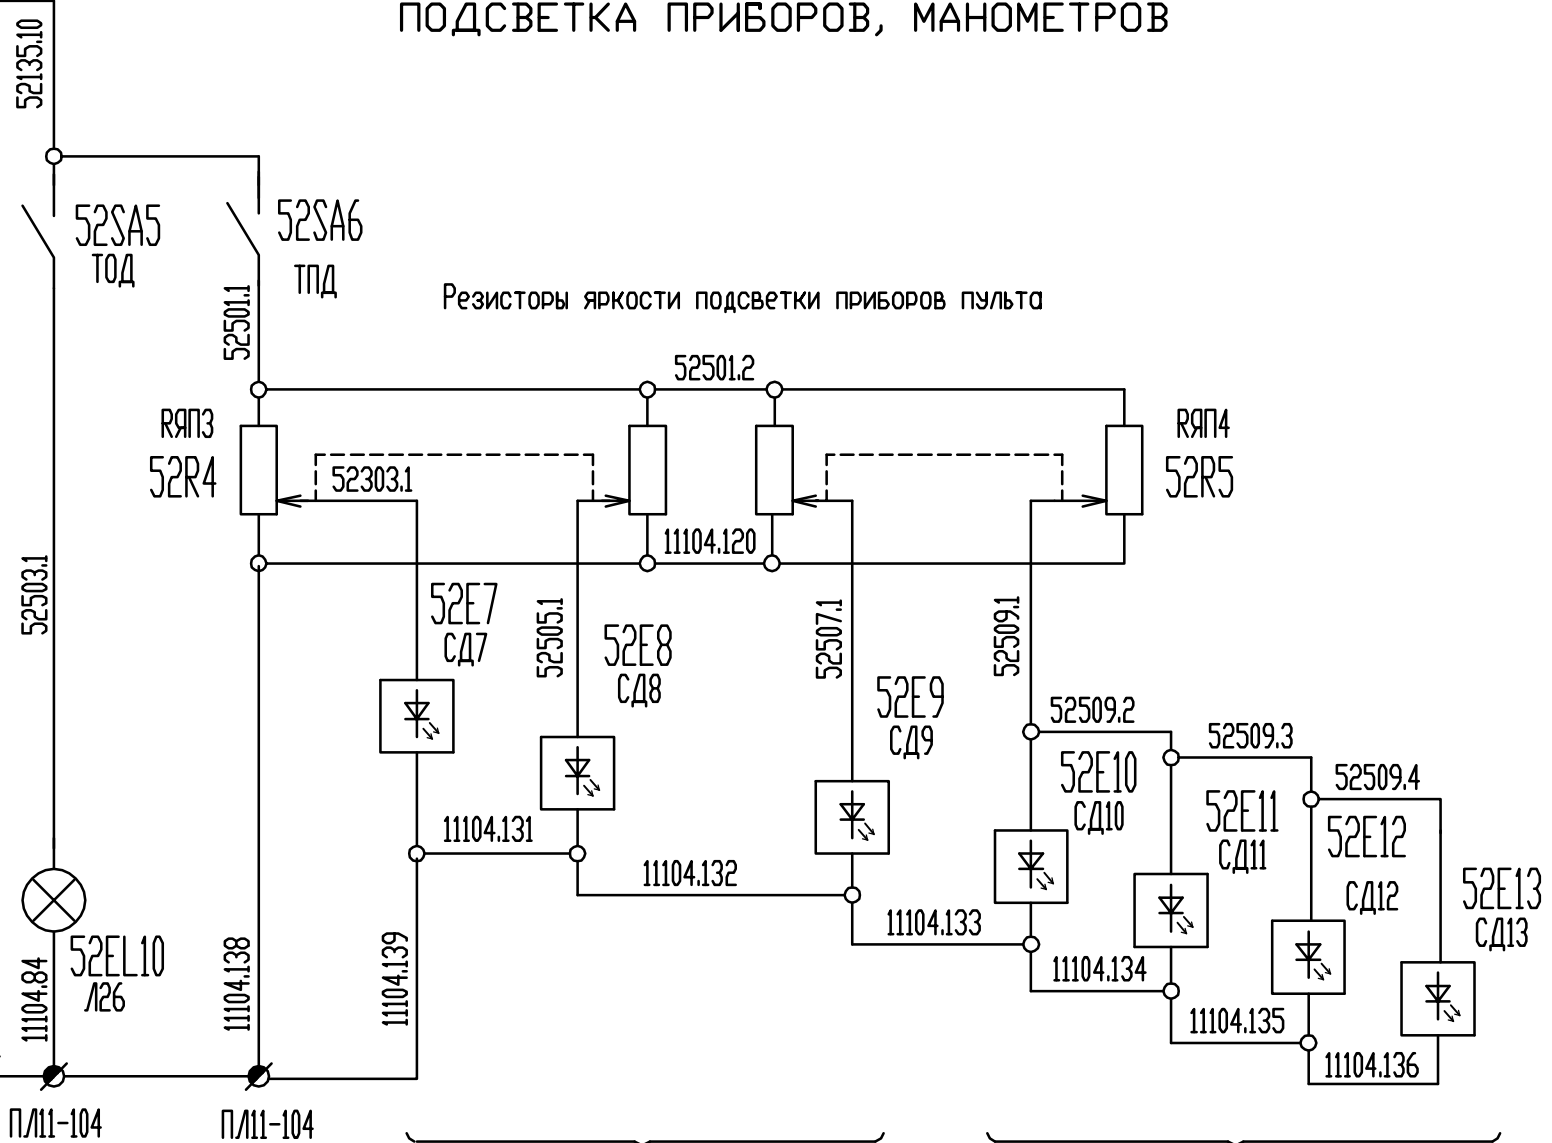 ПОДСВЕТКА ПРИБОРОВ, МАНОМЕТРОВ
52135.10
52SA5
ТОД
52SA6
ТПД
52501.1
Резисторы яркости подсветки приборов пульта
52501.2
RЯП3
52R4
52303.1
RЯП4
52R5
11104.120
52503.1
52E7
СД7
52505.1
52E8
СД8
52507.1
52E9
СД9
52509.1
52509.2
52509.3
52509.4
52E10
СД10
52E11
СД11
52E12
СД12
52E13
СД13
11104.131
11104.132
11104.133
11104.134
11104.135
11104.136
52EL10
Л26
11104.84
11104.138
11104.139
ПЛ11-104
ПЛ11-104